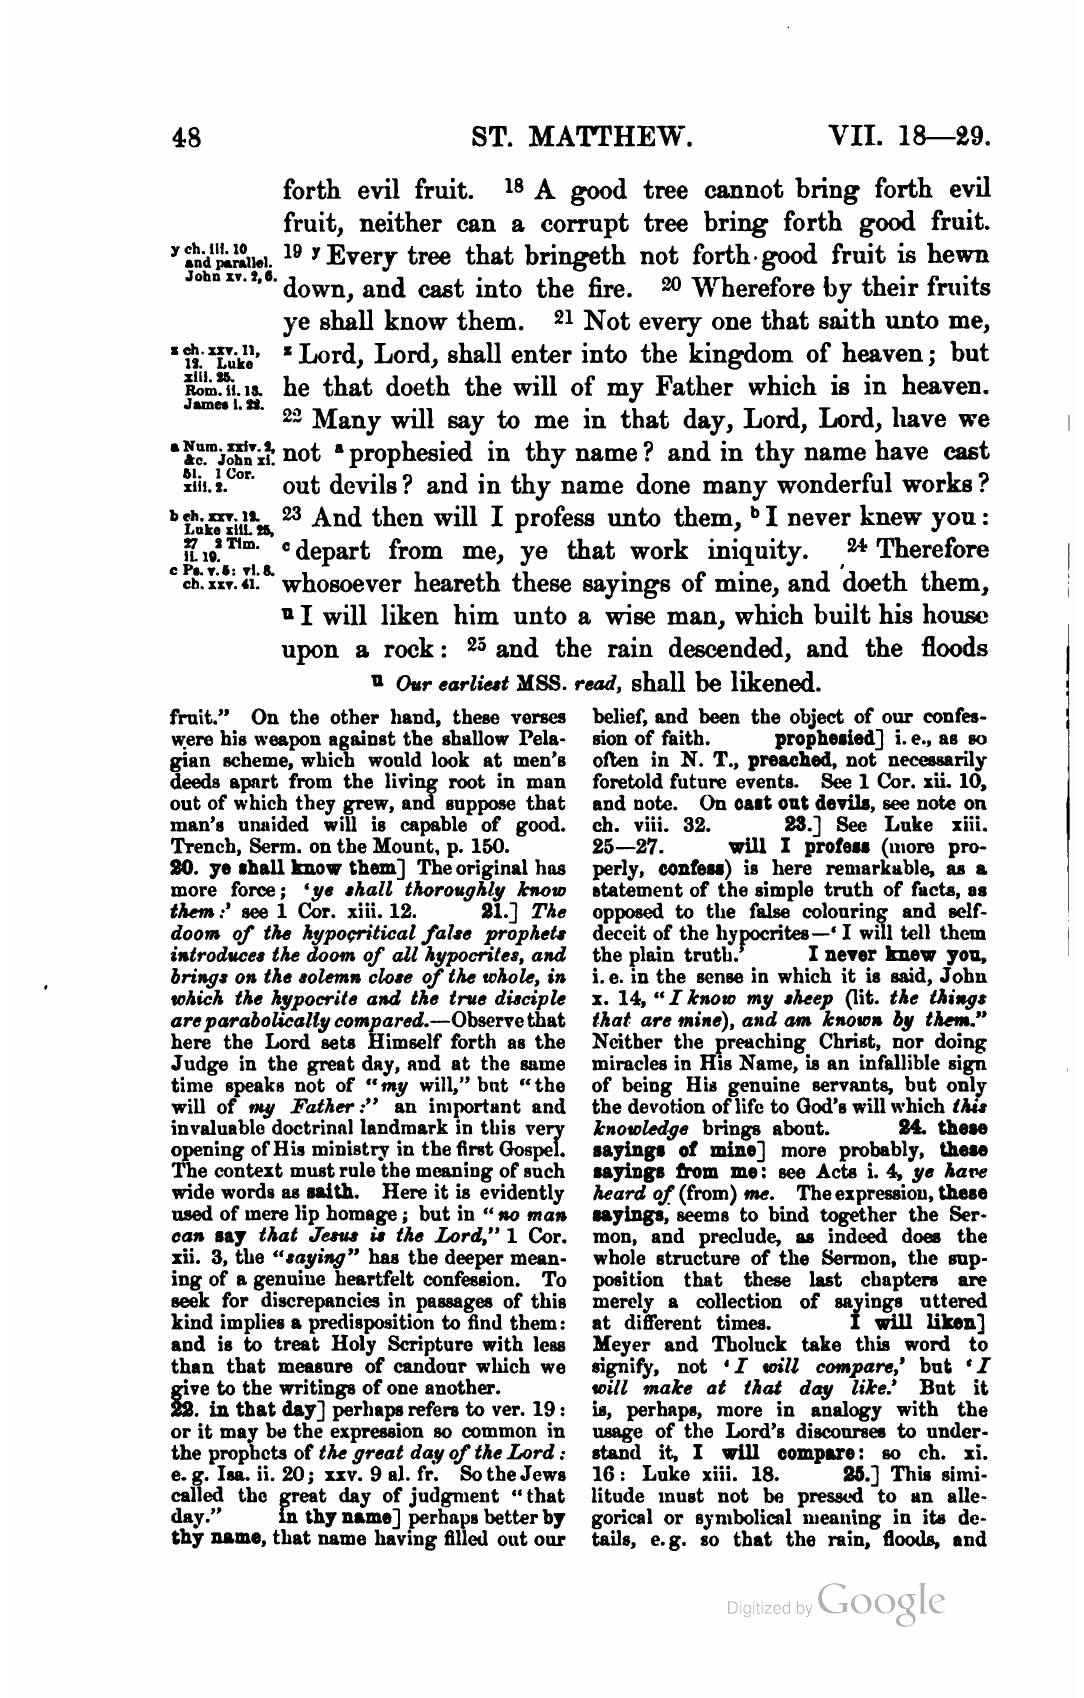 48 ST. MATTHEW. VII. 18—29.
forth evil fruit. 18 A good tree cannot bring forth evil
fruit, neither can a corrupt tree bring forth good fruit.
19 y Every tree that bringeth not forth good fruit is hewn
down, and cast into the fire. 20 Wherefore by their fruits
ye shall know them. 21 Not every one that saith unto me,
z Lord, Lord, shall enter into the kingdom of heaven; but
he that doeth the will of my Father which is in heaven.
22 Many will say to me in that day, Lord, Lord, have we
not a prophesied in thy name? and in thy name have cast
out devils? and in thy name done many wonderful works?
23 And then will I profess unto them, b I never knew you:
c depart from me, ye that work iniquity. 24 Therefore
whosoever heareth these sayings of mine, and doeth them,
n I will liken him unto a wise man, which built his house
upon a rock: 25 and the rain descended, and the floods
y ch. iii. 10
and parallel.
John xv. 2, 6.
z ch. xxv. 11,
12. Luke
xiii. 25.
Rom. ii. 13.
James i. 22.
a Num. xxiv. 2,
&c. John xi.
51. 1 Cor.
xiii. 2.
b ch. xxv. 12.
Luke xiii. 25,
27 2 Tim.
ii. 19.
c Ps. v. 5: vi. 8.
ch. xxv. 41.
n Our earliest MSS. read, shall be likened.
fruit.” On the other hand, these verses
were his weapon against the shallow Pela-
gian scheme, which would look at men’s
deeds apart from the living root in man
out of which they grew, and suppose that
man’s unaided will is capable of good.
Trench, Serm. on the Mount, p. 150.
20. ye shall know them] The original has
more force; ‘ye shall thoroughly know
them:’ see 1 Cor. xiii. 12. 21.] The
doom of the hypocritical false prophets
introduces the doom of all hypocrites, and
brings on the solemn close of the whole, in
which the hypocrite and the true disciple
are parabolically compared.—Observe that
here the Lord sets Himself forth as the
Judge in the great day, and at the same
time speaks not of “my will,” but “the
will of my Father:” an important and
invaluable doctrinal landmark in this very
opening of His ministry in the first Gospel.
The context must rule the meaning of such
wide words as saith. Here it is evidently
used of mere lip homage; but in “no man
can say that Jesus is the Lord,” 1 Cor.
xii. 3, the “saying” has the deeper mean-
ing of a genuine heartfelt confession. To
seek for discrepancies in passages of this
kind implies a predisposition to find them:
and is to treat Holy Scripture with less
than that measure of candour which we
give to the writings of one another.
22. in that day] perhaps refers to ver. 19:
or it may be the expression so common in
the prophets of the great day of the Lord:
e. g. Isa. ii. 20; xxv. 9 al. fr. So the Jews
called the great day of judgment “that
day.” in thy name] perhaps better by
thy name, that name having filled out our
belief, and been the object of our confes-
sion of faith. prophesied] i. e., as so
often in N. T., preached, not necessarily
foretold future events. See 1 Cor. xii. 10,
and note. On cast out devils, see note on
ch. viii. 32. 23.] See Luke xiii.
25—27. will I profess (more pro-
perly, confess) is here remarkable, as a
statement of the simple truth of facts, as
opposed to the false colouring and self-
deceit of the hypocrites—‘I will tell them
the plain truth.’ I never knew you,
i. e. in the sense in which it is said, John
x. 14, “I know my sheep (lit. the things
that are mine), and am known by them.”
Neither the preaching Christ, nor doing
miracles in His Name, is an infallible sign
of being His genuine servants, but only
the devotion of life to God’s will which this
knowledge brings about. 24. these
sayings of mine] more probably, these
sayings from me: see Acts i. 4, ye have
heard of (from) me. The expression, these
sayings, seems to bind together the Ser-
mon, and preclude, as indeed does the
whole structure of the Sermon, the sup-
position that these last chapters are
merely a collection of sayings uttered
at different times. I will liken]
Meyer and Tholuck take this word to
signify, not ‘I will compare,’ but ‘I
will make at that day like.’ But it
is, perhaps, more in analogy with the
usage of the Lord’s discourses to under-
stand it, I will compare: so ch. xi.
16: Luke xiii. 18. 25.] This simi-
litude must not be pressed to an alle-
gorical or symbolical meaning in its de-
tails, e. g. so that the rain, floods, and
Digitized by Google